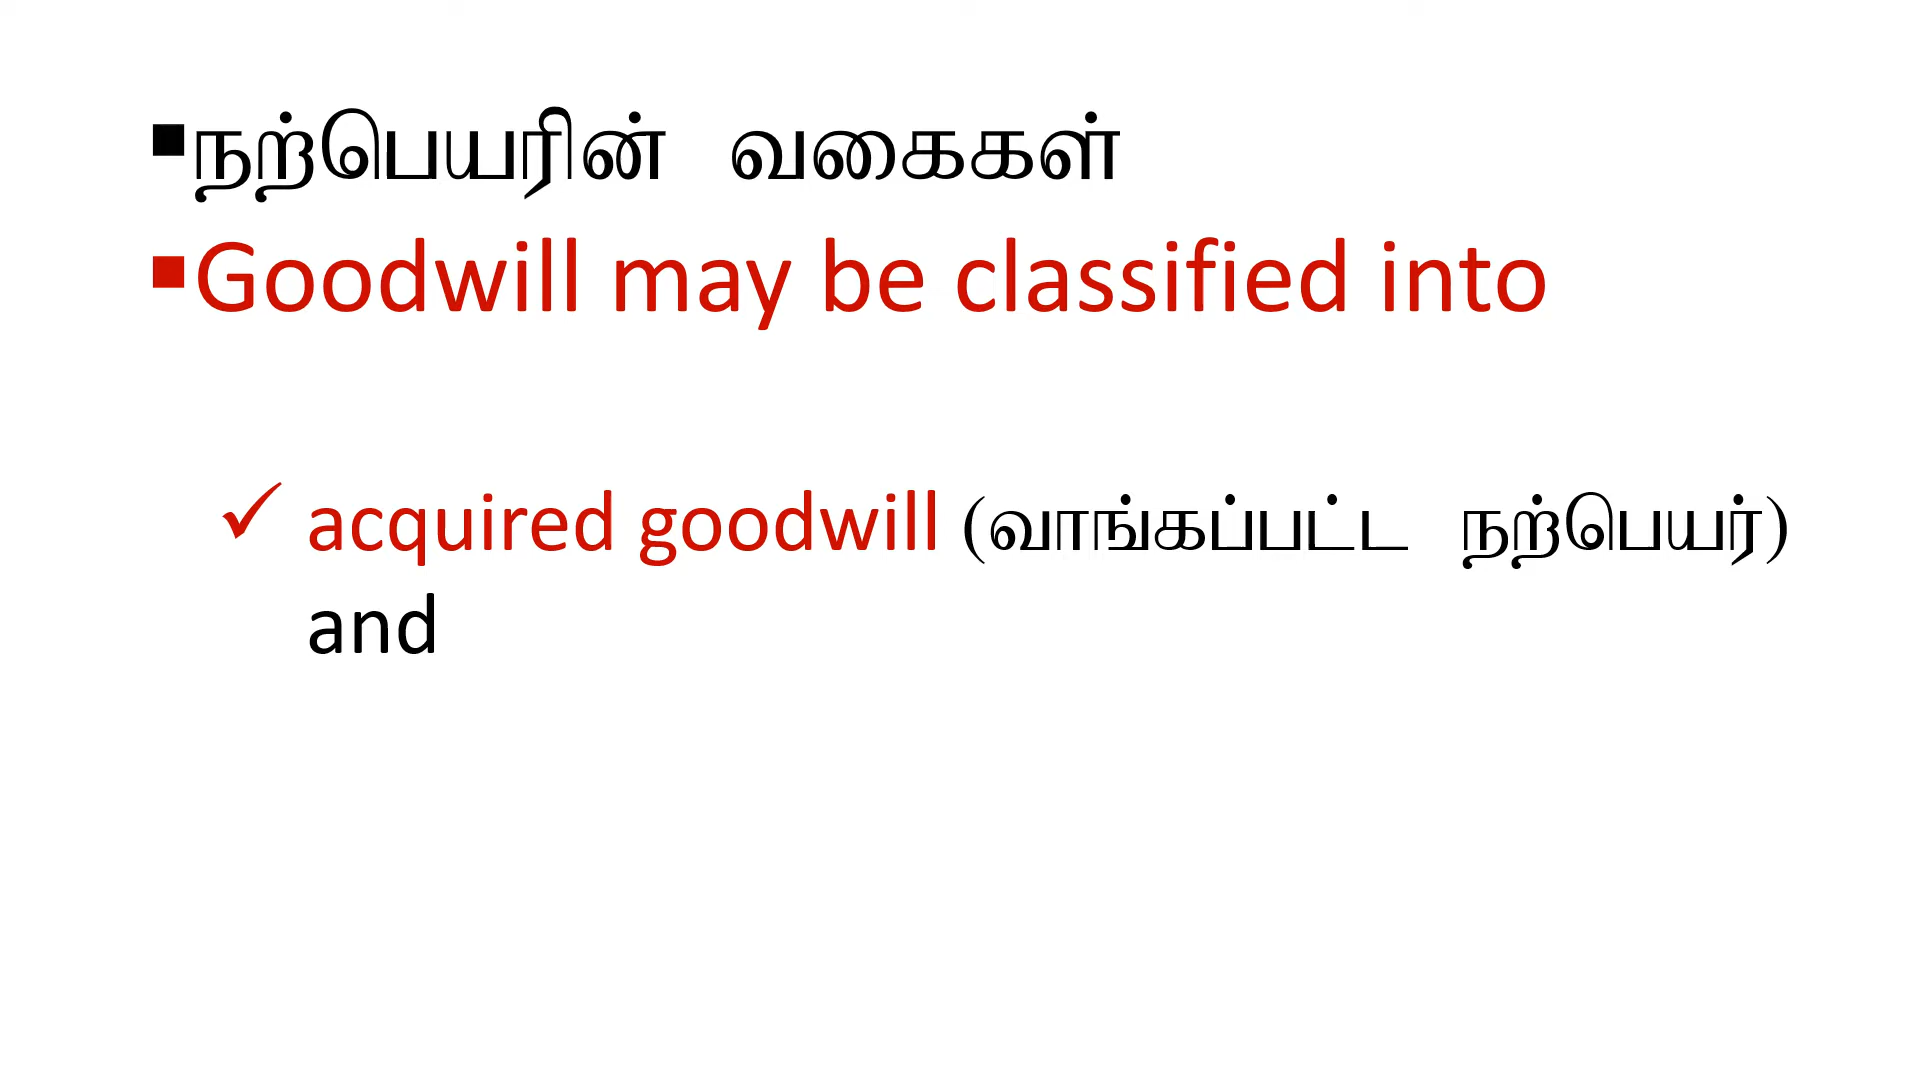 ▪நற்பெயரின் வகைகள்
▪Goodwill may be classified into
✓ acquired goodwill (வாங்கப்பட்ட நற்பெயர்)
and